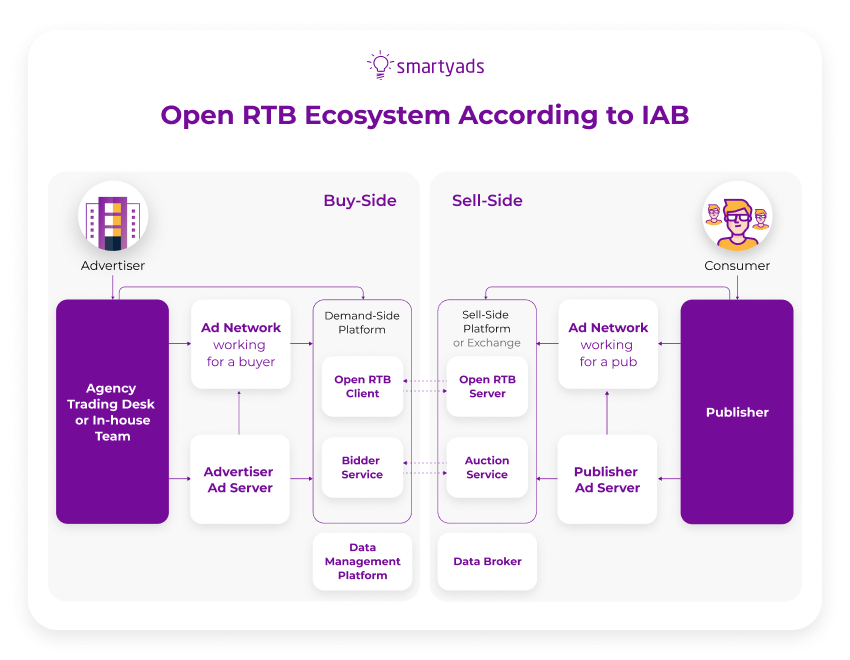 smartyads
Open RTB Ecosystem According to IAB
Buy-Side
Sell-Side
Advertiser
Consumer
Agency
Trading Desk
or In-house
Team
Ad Network
working
for a buyer
Advertiser
Ad Server
Demand-Side
Platform
Open RTB
Client
Bidder
Service
Data
Management
Platform
Sell-Side
Platform
or Exchange
Open RTB
Server
Auction
Service
Data Broker
Ad Network
working
for a pub
Publisher
Ad Server
Publisher